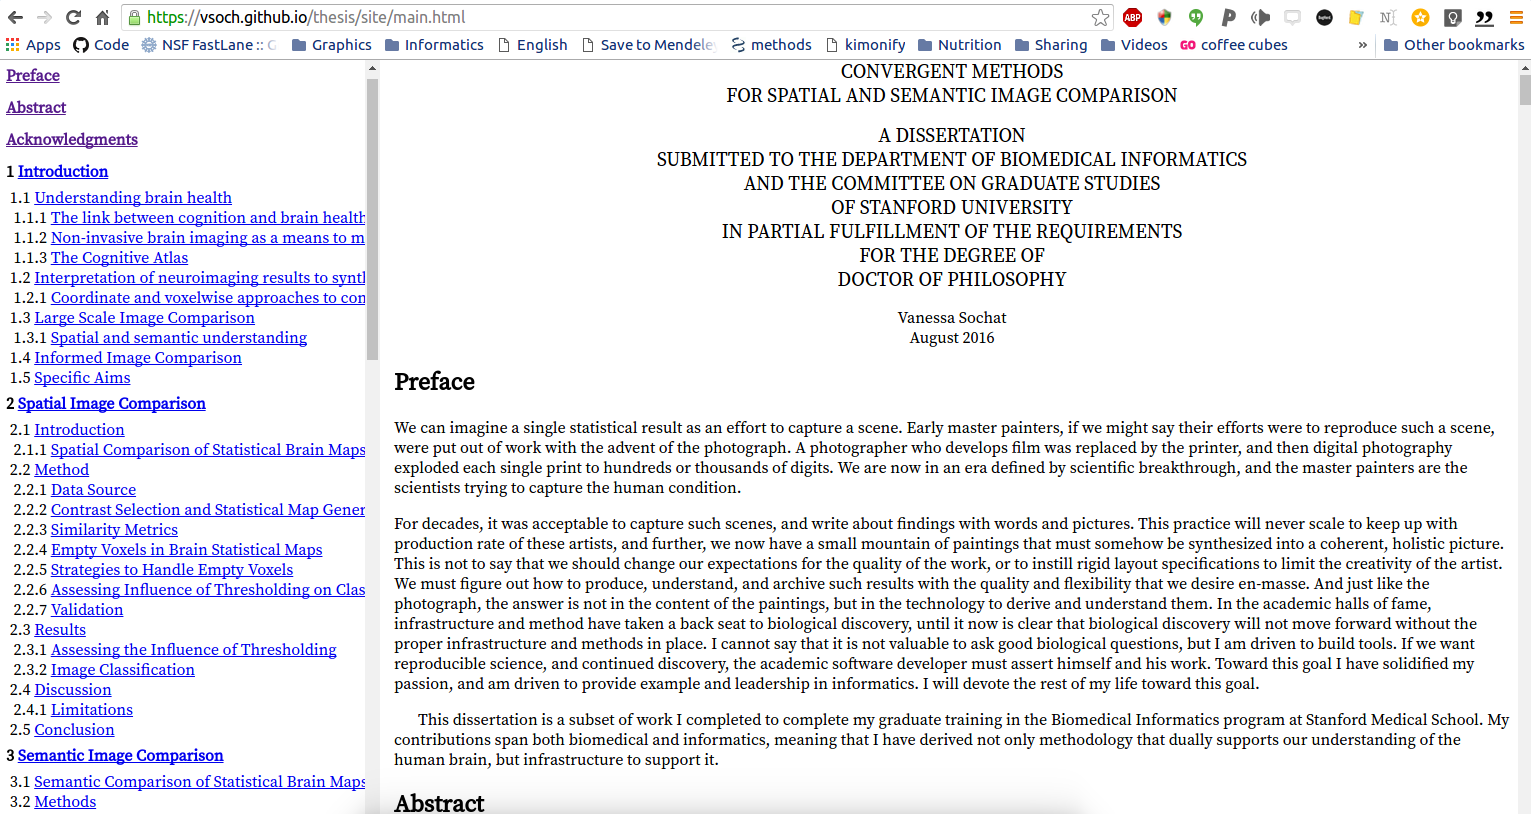 https://vsoch.github.io/thesis/site/main.html
ABP
Apps
Code
NSF FastLane :: G
Graphics
Informatics
English
Save to Mendeley
methods
kimonify
Nutrition
Sharing
Videos
GO coffee cubes
»
Other bookmarks
Preface
Abstract
Acknowledgments
1 Introduction
1.1 Understanding brain health
1.1.1 The link between cognition and brain health
1.1.2 Non-invasive brain imaging as a means to m
1.1.3 The Cognitive Atlas
1.2 Interpretation of neuroimaging results to synth
1.2.1 Coordinate and voxelwise approaches to con
1.3 Large Scale Image Comparison
1.3.1 Spatial and semantic understanding
1.4 Informed Image Comparison
1.5 Specific Aims
2 Spatial Image Comparison
2.1 Introduction
2.1.1 Spatial Comparison of Statistical Brain Maps
2.2 Method
2.2.1 Data Source
2.2.2 Contrast Selection and Statistical Map Gener
2.2.3 Similarity Metrics
2.2.4 Empty Voxels in Brain Statistical Maps
2.2.5 Strategies to Handle Empty Voxels
2.2.6 Assessing Influence of Thresholding on Clas
2.2.7 Validation
2.3 Results
2.3.1 Assessing the Influence of Thresholding
2.3.2 Image Classification
2.4 Discussion
2.4.1 Limitations
2.5 Conclusion
3 Semantic Image Comparison
3.1 Semantic Comparison of Statistical Brain Maps
3.2 Methods
CONVERGENT METHODS
FOR SPATIAL AND SEMANTIC IMAGE COMPARISON
A DISSERTATION
SUBMITTED TO THE DEPARTMENT OF BIOMEDICAL INFORMATICS
AND THE COMMITTEE ON GRADUATE STUDIES
OF STANFORD UNIVERSITY
IN PARTIAL FULFILLMENT OF THE REQUIREMENTS
FOR THE DEGREE OF
DOCTOR OF PHILOSOPHY
Vanessa Sochat
August 2016
Preface
We can imagine a single statistical result as an effort to capture a scene. Early master painters, if we might say their efforts were to reproduce such a scene,
were put out of work with the advent of the photograph. A photographer who develops film was replaced by the printer, and then digital photography
exploded each single print to hundreds or thousands of digits. We are now in an era defined by scientific breakthrough, and the master painters are the
scientists trying to capture the human condition.
For decades, it was acceptable to capture such scenes, and write about findings with words and pictures. This practice will never scale to keep up with
production rate of these artists, and further, we now have a small mountain of paintings that must somehow be synthesized into a coherent, holistic picture.
This is not to say that we should change our expectations for the quality of the work, or to instill rigid layout specifications to limit the creativity of the artist.
We must figure out how to produce, understand, and archive such results with the quality and flexibility that we desire en-masse. And just like the
photograph, the answer is not in the content of the paintings, but in the technology to derive and understand them. In the academic halls of fame,
infrastructure and method have taken a back seat to biological discovery, until it now is clear that biological discovery will not move forward without the
proper infrastructure and methods in place. I cannot say that it is not valuable to ask good biological questions, but I am driven to build tools. If we want
reproducible science, and continued discovery, the academic software developer must assert himself and his work. Toward this goal I have solidified my
passion, and am driven to provide example and leadership in informatics. I will devote the rest of my life toward this goal.
This dissertation is a subset of work I completed to complete my graduate training in the Biomedical Informatics program at Stanford Medical School. My
contributions span both biomedical and informatics, meaning that I have derived not only methodology that dually supports our understanding of the
human brain, but infrastructure to support it.
Abstract